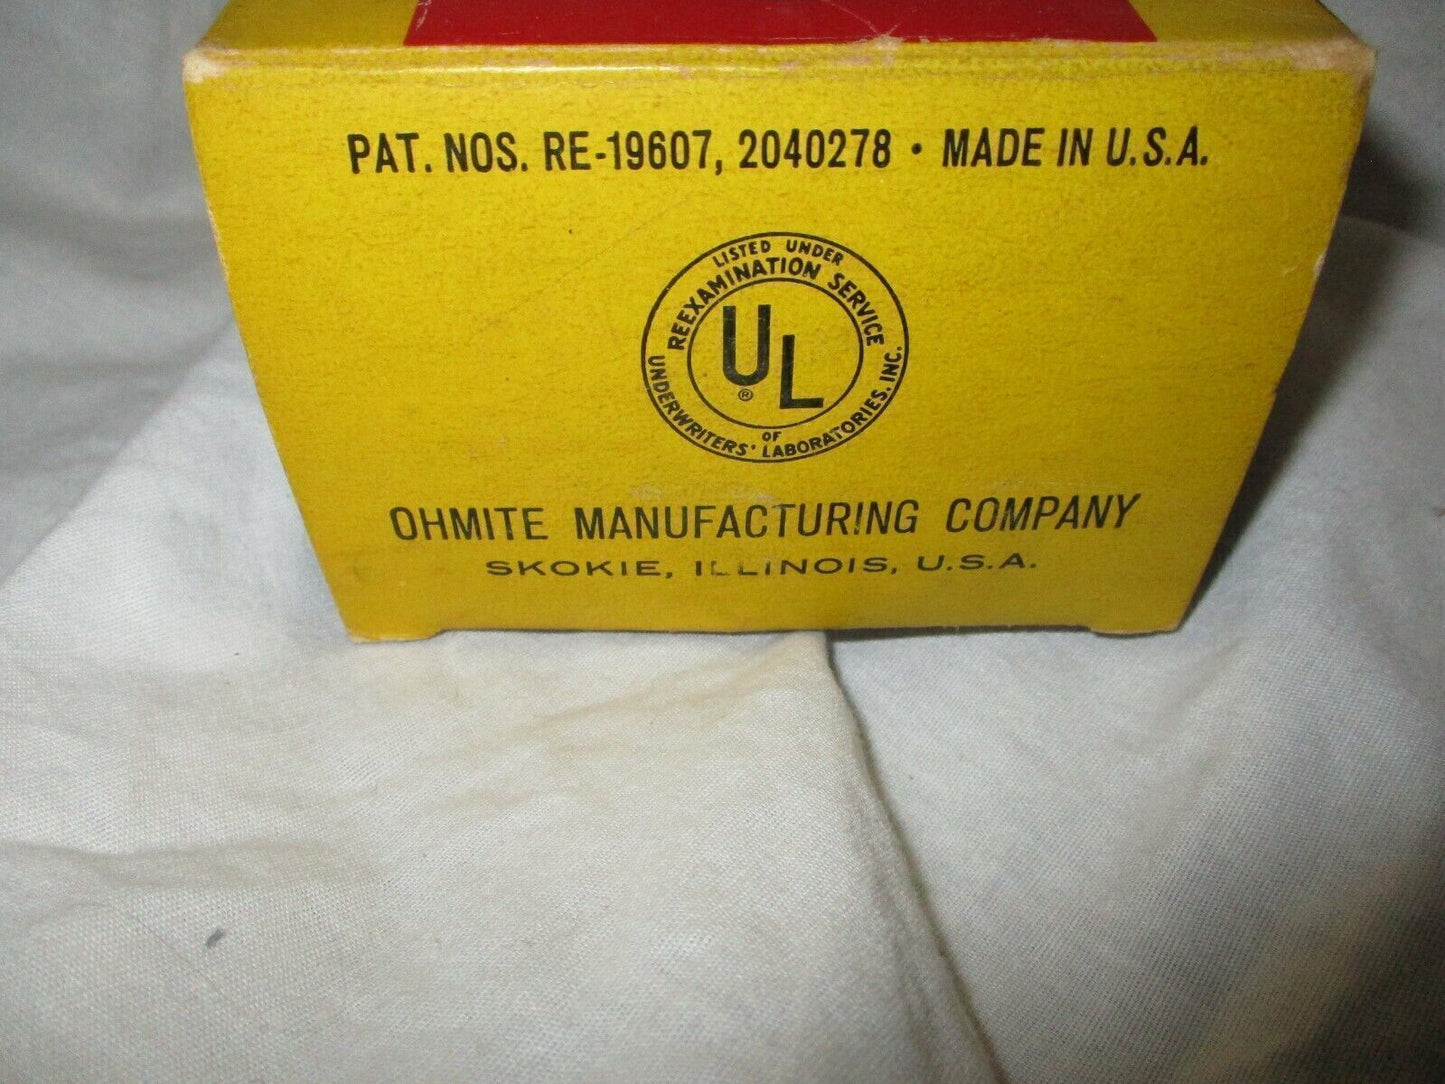 PAT. NOS. RE-19607, 2040278 · MADE IN U.S.A.
LISTED UNDER
REEXAMINATION SERVICE
UL®
OF
UNDERWRITERS' LABORATORIES, INC.
OHMITE MANUFACTURING COMPANY
SKOKIE, ILLINOIS, U.S.A.